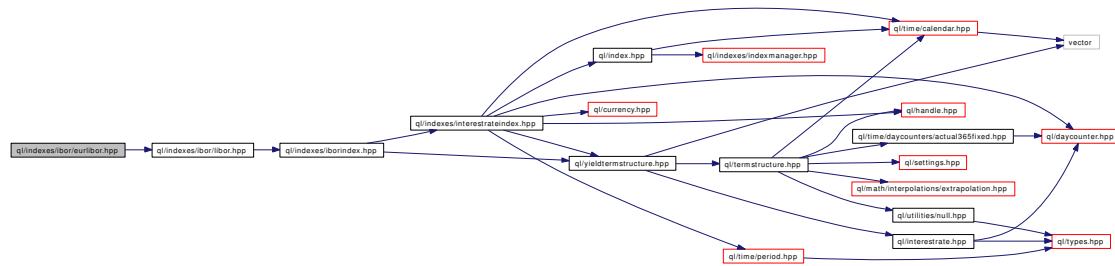 ql/time/calendar.hpp
vector
ql/index.hpp
ql/indexes/indexmanager.hpp
ql/currency.hpp
ql/handle.hpp
ql/indexes/interestrateindex.hpp
ql/time/daycounters/actual365fixed.hpp
ql/daycounter.hpp
ql/indexes/ibor/eurlibor.hpp
ql/indexes/ibor/libor.hpp
ql/indexes/iborindex.hpp
ql/yieldtermstructure.hpp
ql/termstructure.hpp
ql/settings.hpp
ql/math/interpolations/extrapolation.hpp
ql/utilities/null.hpp
ql/interestrate.hpp
ql/types.hpp
ql/time/period.hpp